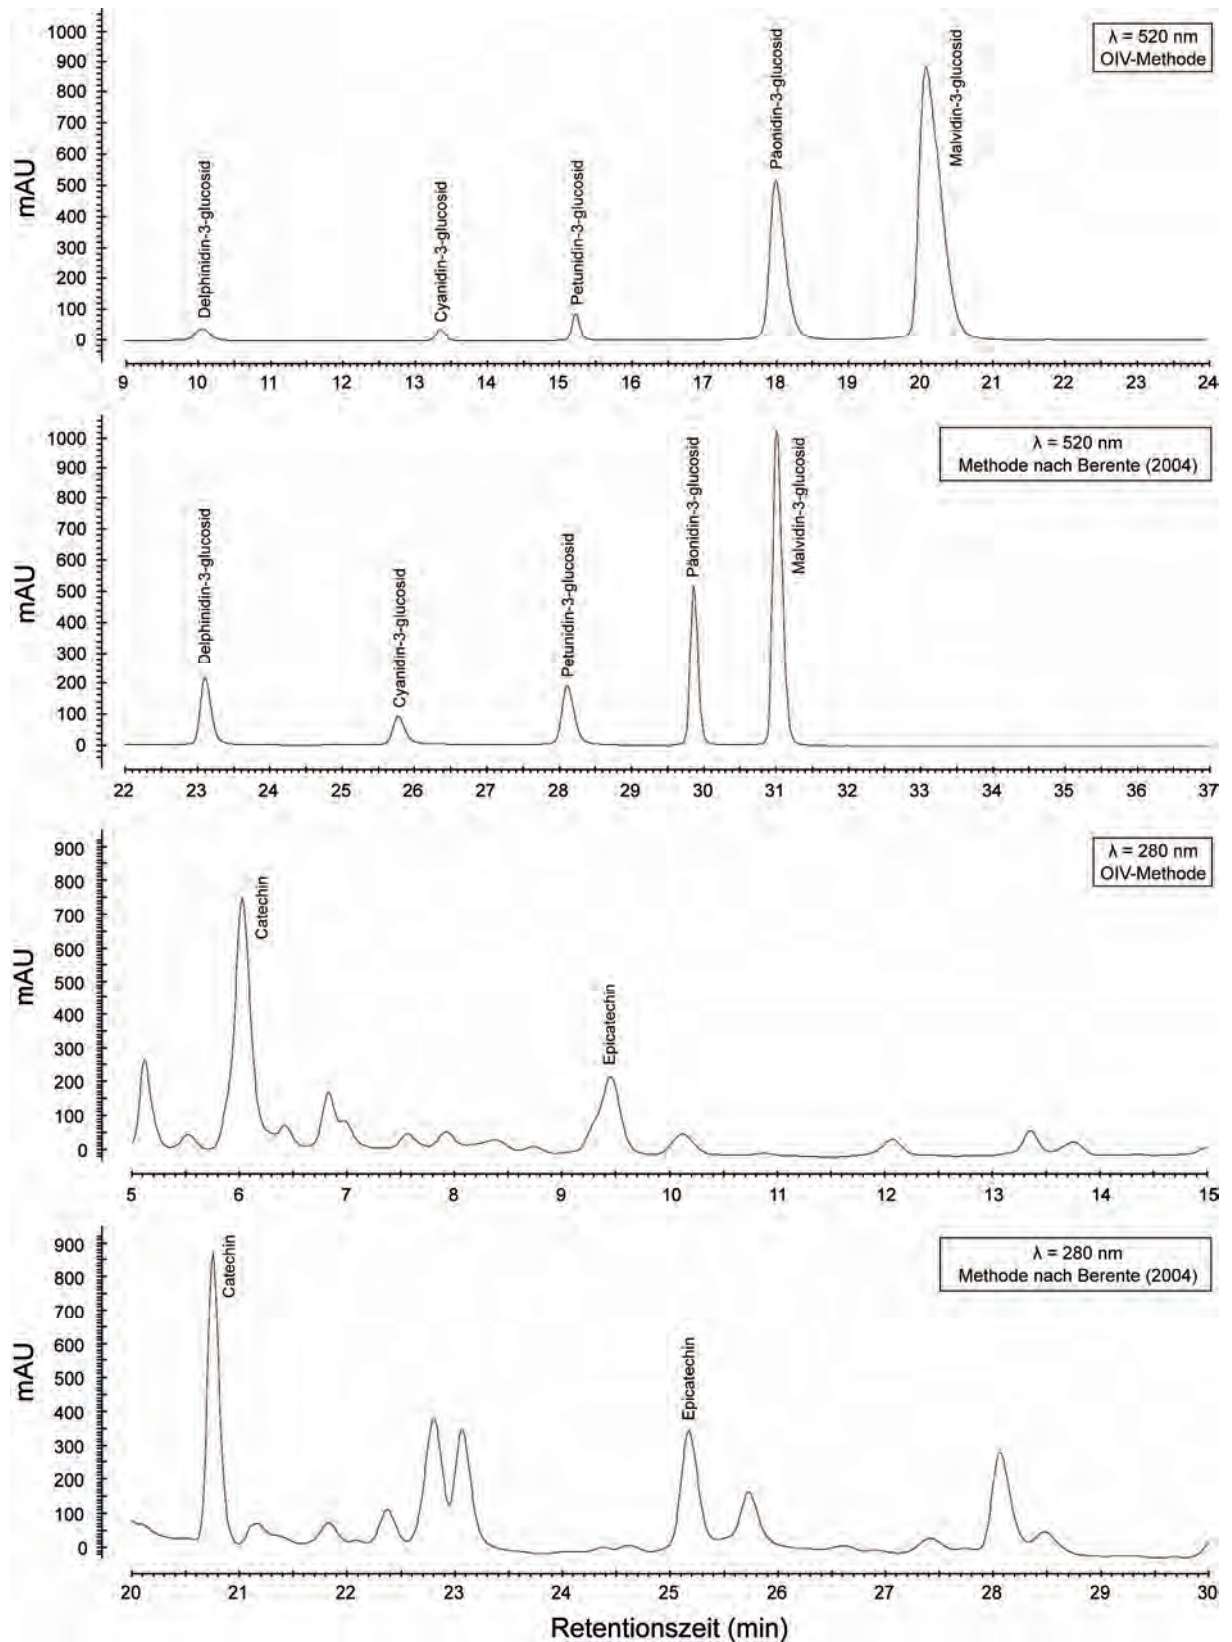 1000
900
800
700
600
500
400
300
200
100
0
mAU
λ = 520 nm
OIV-Methode
Delphinidin-3-glucosid
Cyanidin-3-glucosid
Petunidin-3-glucosid
Päonidin-3-glucosid
Malvidin-3-glucosid
9 10 11 12 13 14 15 16 17 18 19 20 21 22 23 24
1000
900
800
700
600
500
400
300
200
100
0
mAU
λ = 520 nm
Methode nach Berente (2004)
Delphinidin-3-glucosid
Cyanidin-3-glucosid
Petunidin-3-glucosid
Päonidin-3-glucosid
Malvidin-3-glucosid
22 23 24 25 26 27 28 29 30 31 32 33 34 35 36 37
900
800
700
600
500
400
300
200
100
0
mAU
λ = 280 nm
OIV-Methode
Catechin
Epicatechin
5 6 7 8 9 10 11 12 13 14 15
900
800
700
600
500
400
300
200
100
0
mAU
λ = 280 nm
Methode nach Berente (2004)
Catechin
Epicatechin
20 21 22 23 24 25 26 27 28 29 30
Retentionszeit (min)